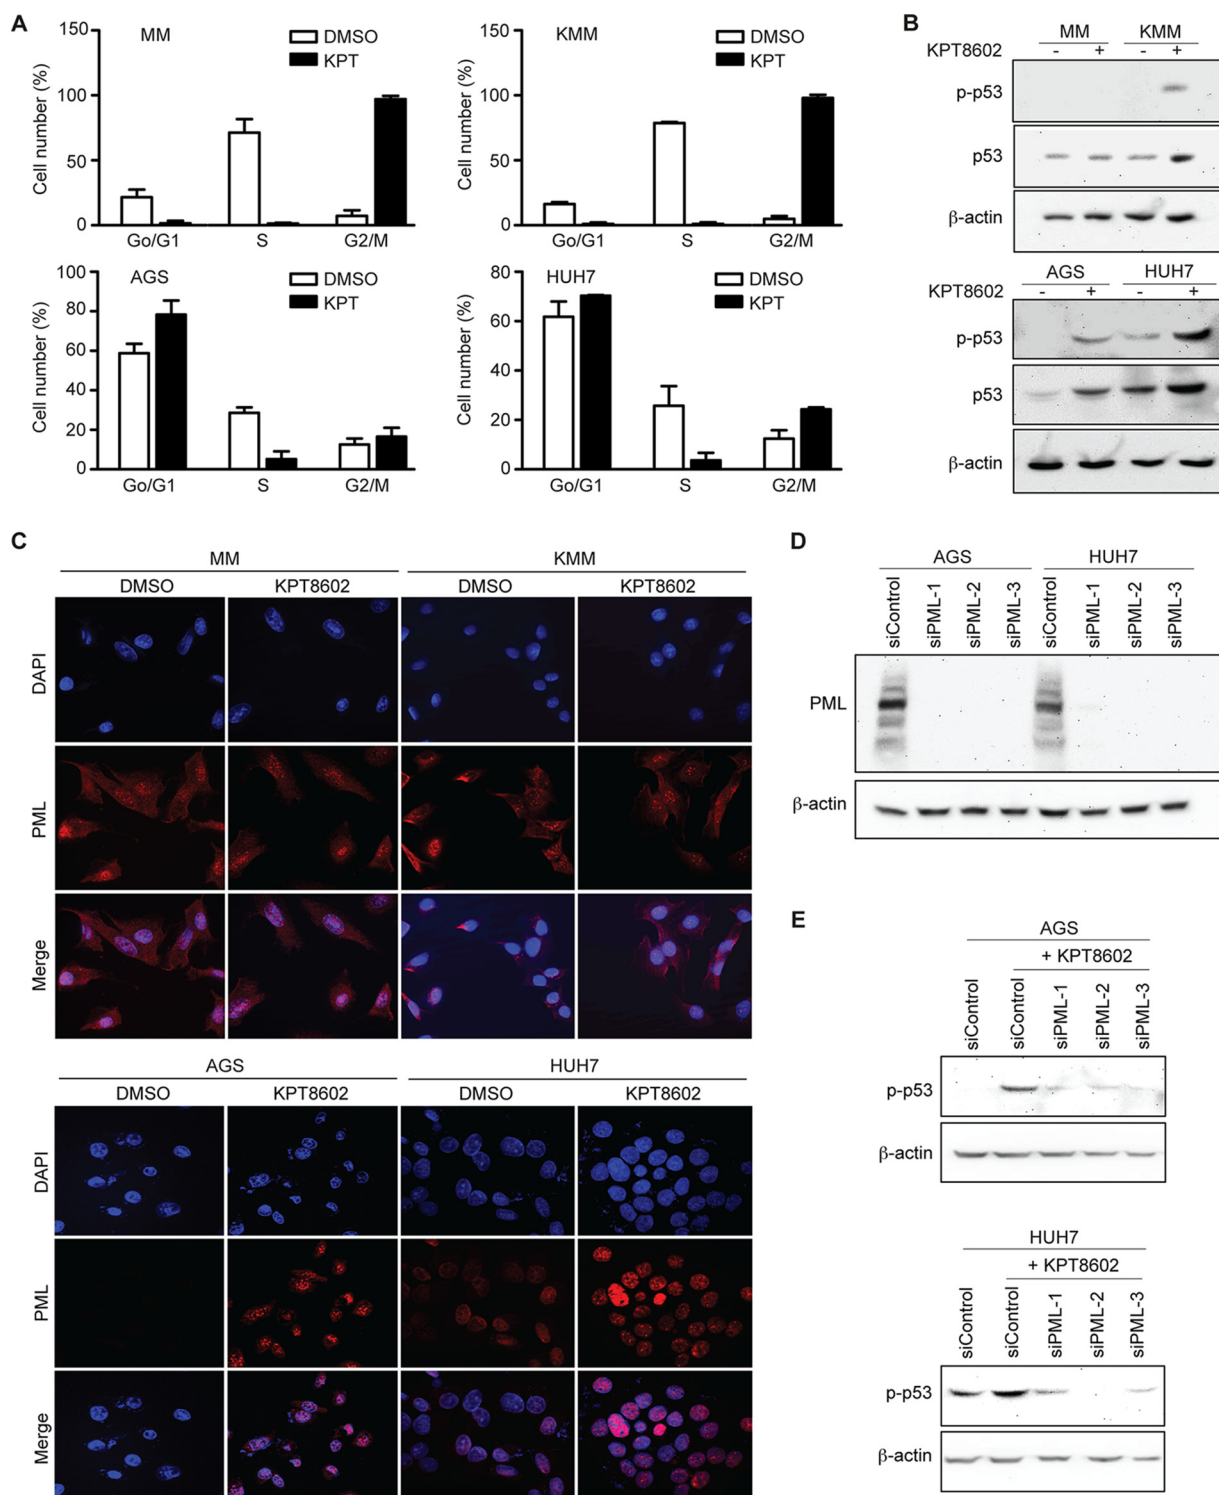 A
MM
DMSO
KPT
Cell number (%)
150
100
50
0
Go/G1 S G2/M
KMM
DMSO
KPT
Cell number (%)
150
100
50
0
Go/G1 S G2/M
AGS
DMSO
KPT
Cell number (%)
100
80
60
40
20
0
Go/G1 S G2/M
HUH7
DMSO
KPT
Cell number (%)
80
60
40
20
0
Go/G1 S G2/M
B
MM KMM
KPT8602 - + - +
p-p53
p53
β-actin
AGS HUH7
KPT8602 - + - +
p-p53
p53
β-actin
C
MM KMM
DMSO KPT8602 DMSO KPT8602
DAPI
PML
Merge
AGS HUH7
DMSO KPT8602 DMSO KPT8602
DAPI
PML
Merge
D
AGS HUH7
siControl siPML-1 siPML-2 siPML-3 siControl siPML-1 siPML-2 siPML-3
PML
β-actin
E
AGS
+ KPT8602
siControl siControl siPML-1 siPML-2 siPML-3
p-p53
β-actin
HUH7
+ KPT8602
siControl siControl siPML-1 siPML-2 siPML-3
p-p53
β-actin